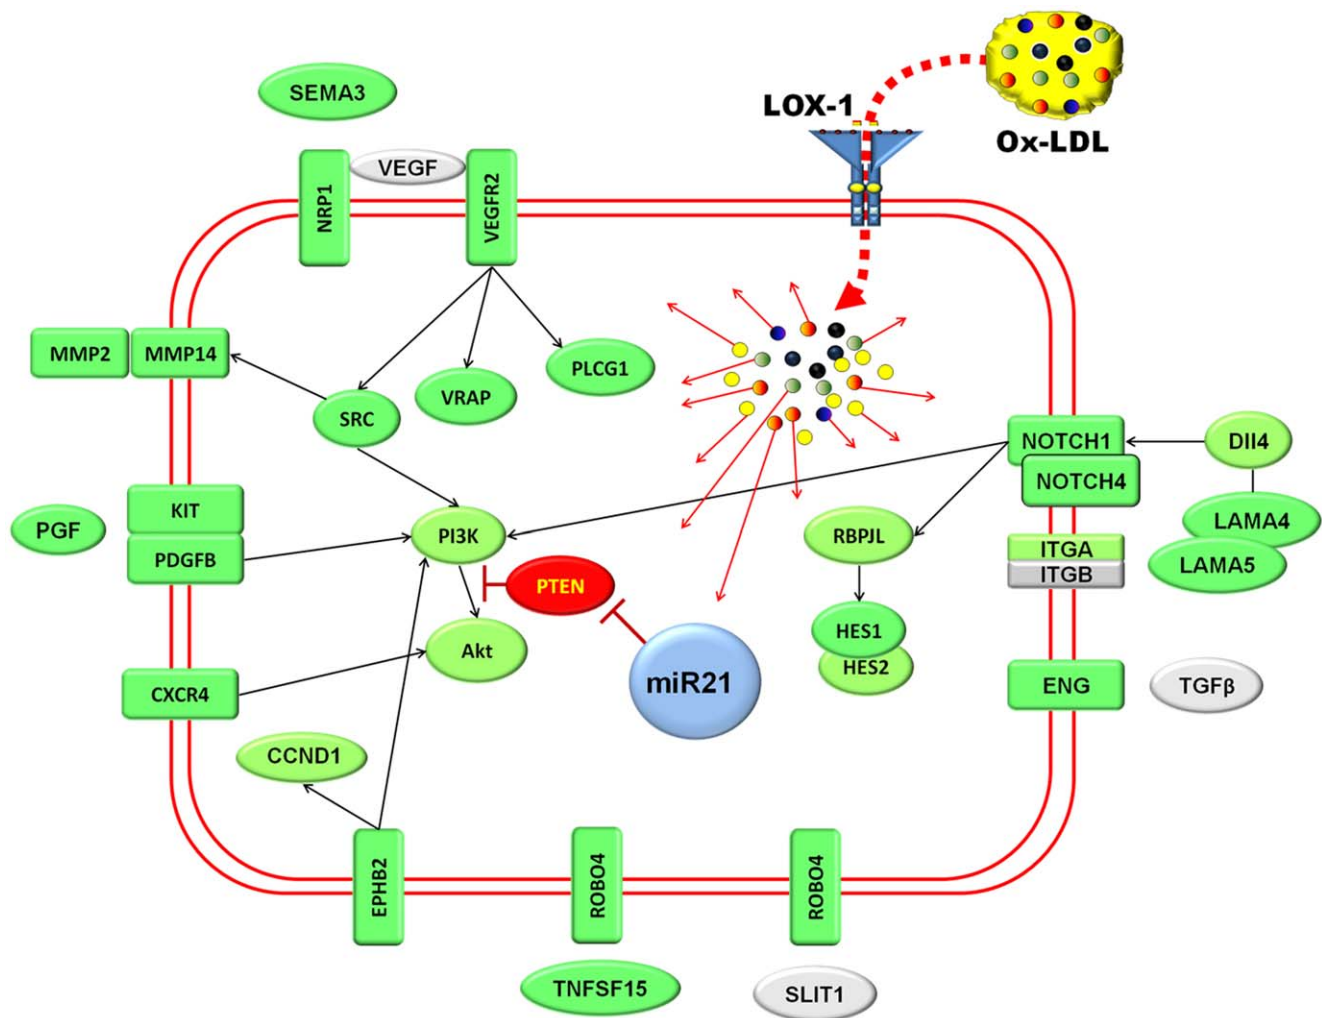 SEMA3
LOX-1
Ox-LDL
VEGF
NRP1
VEGFR2
MMP2
MMP14
PLCG1
VRAP
SRC
NOTCH1
Dll4
NOTCH4
KIT
PGF
PDGFB
PI3K
RBPJL
LAMA4
ITGA
ITGB
LAMA5
PTEN
HES1
HES2
Akt
miR21
CXCR4
ENG
TGFβ
CCND1
EPHB2
ROBO4
ROBO4
TNFSF15
SLIT1